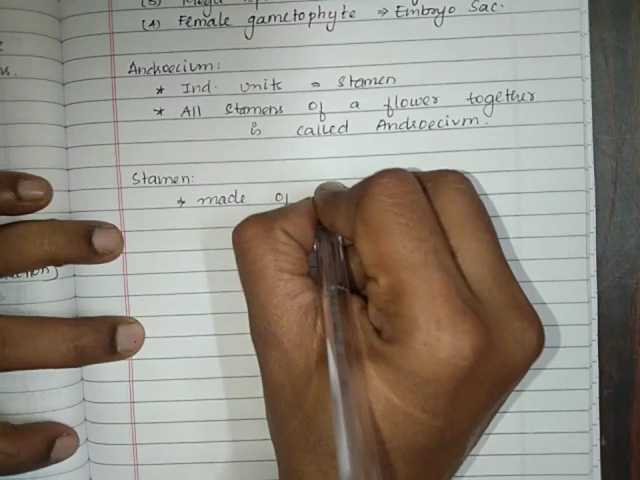 (4) Female gametophyte → Embryo Sac.
Androecium:
* Ind. units = stamen
* All Stamens of a flower together
is called Androecium.
Stamen:
→ made of